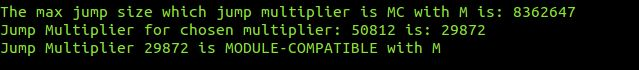 The max jump size which jump multiplier is MC with M is: 8362647
Jump Multiplier for chosen multiplier: 50812 is: 29872
Jump Multiplier 29872 is MODULE-COMPATIBLE with M